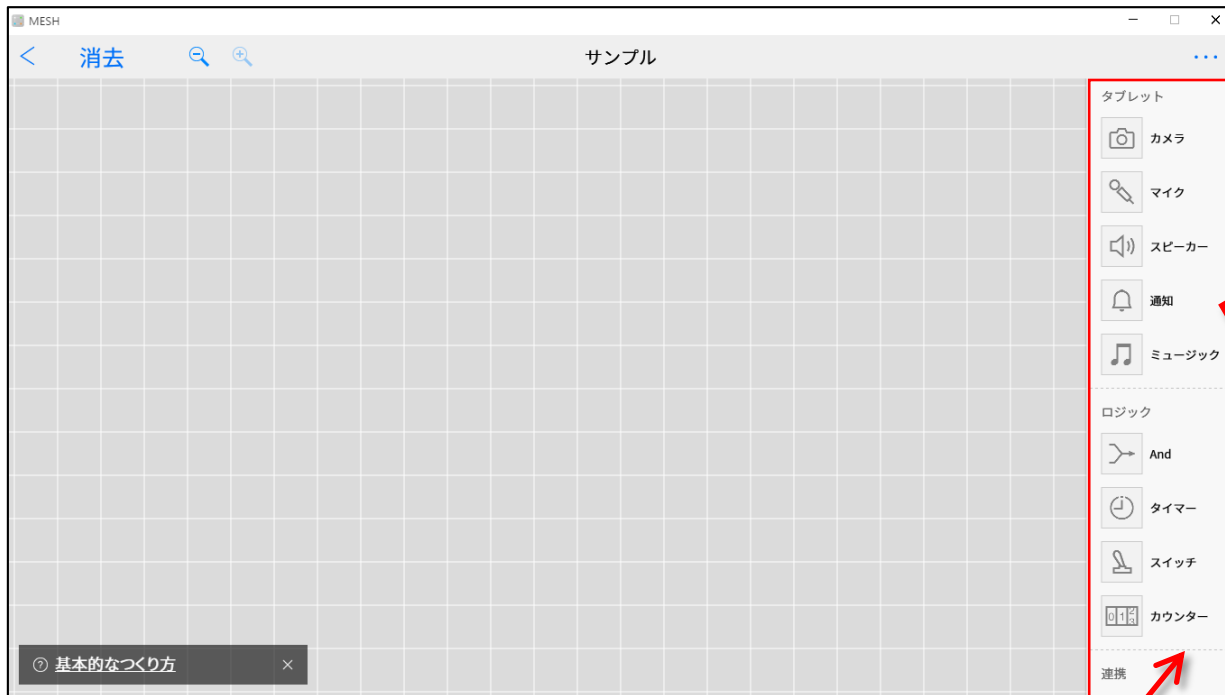 MESH
消去
サンプル
タブレット
カメラ
マイク
スピーカー
通知
ミュージック
ロジック
And
タイマー
スイッチ
カウンター
連携
基本的なつくり方